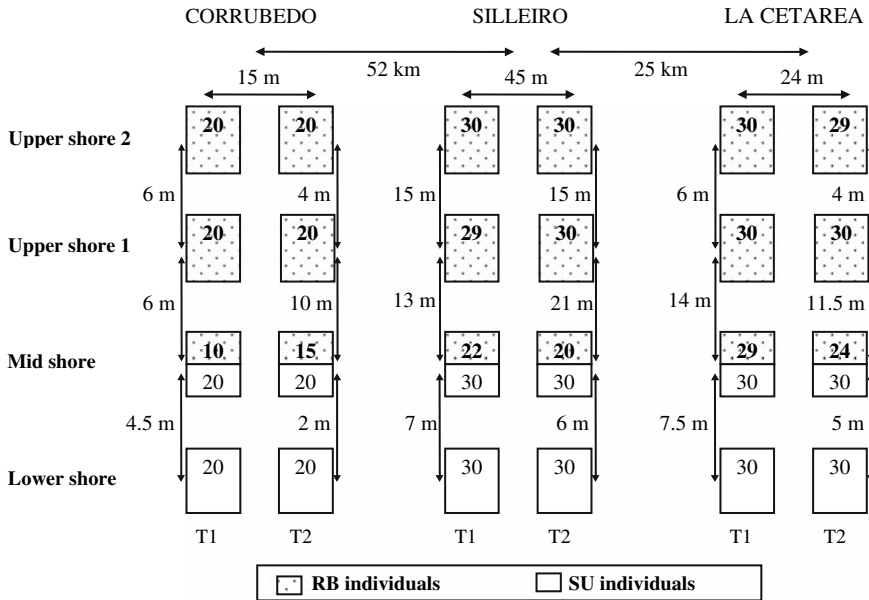 CORRUBEDO SILLEIRO LA CETAREA
52 km 25 km
15 m 45 m 24 m
20 20 30 30 30 29
Upper shore 2
6 m 4 m 15 m 15 m 6 m 4 m
20 20 29 30 30 30
Upper shore 1
6 m 10 m 13 m 21 m 14 m 11.5 m
10 15 22 20 29 24
Mid shore
20 20 30 30 30 30
4.5 m 2 m 7 m 6 m 7.5 m 5 m
20 20 30 30 30 30
Lower shore
T1 T2 T1 T2 T1 T2
RB individuals SU individuals